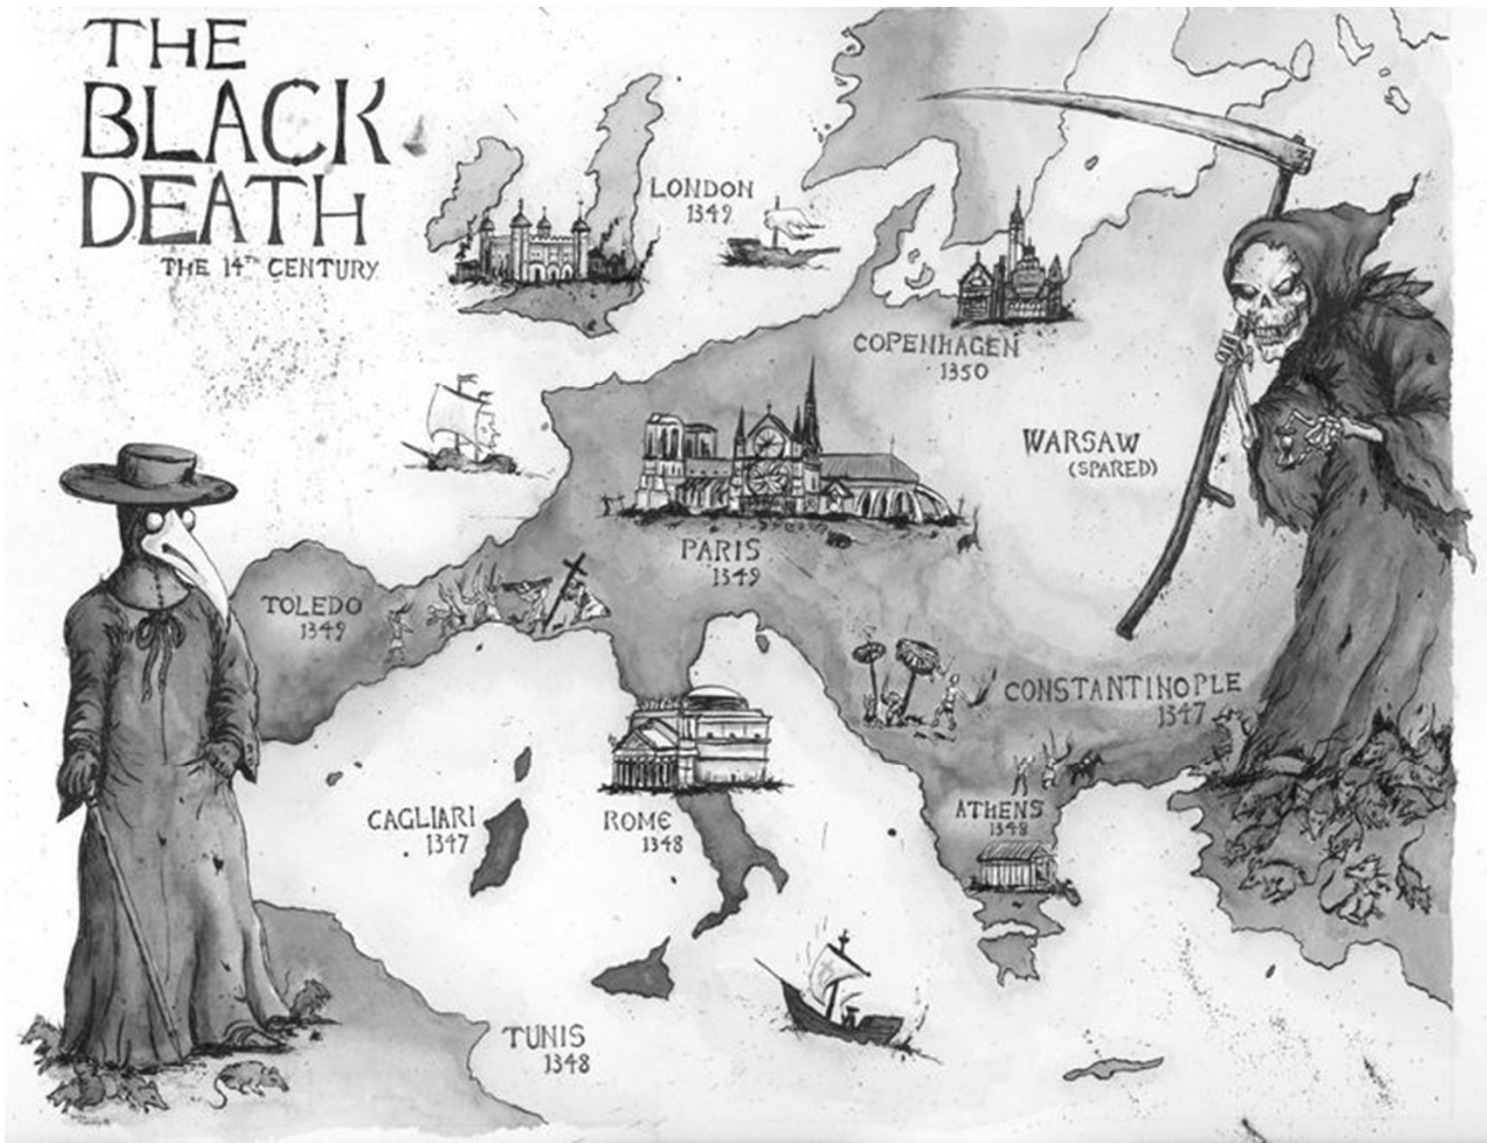 THE
BLACK
DEATH
THE 14TH CENTURY
LONDON
1349
COPENHAGEN
1350
WARSAW
(SPARED)
PARIS
1349
TOLEDO
1349
CONSTANTINOPLE
1347
ATHENS
1348
CAGLIARI
1347
ROME
1348
TUNIS
1348